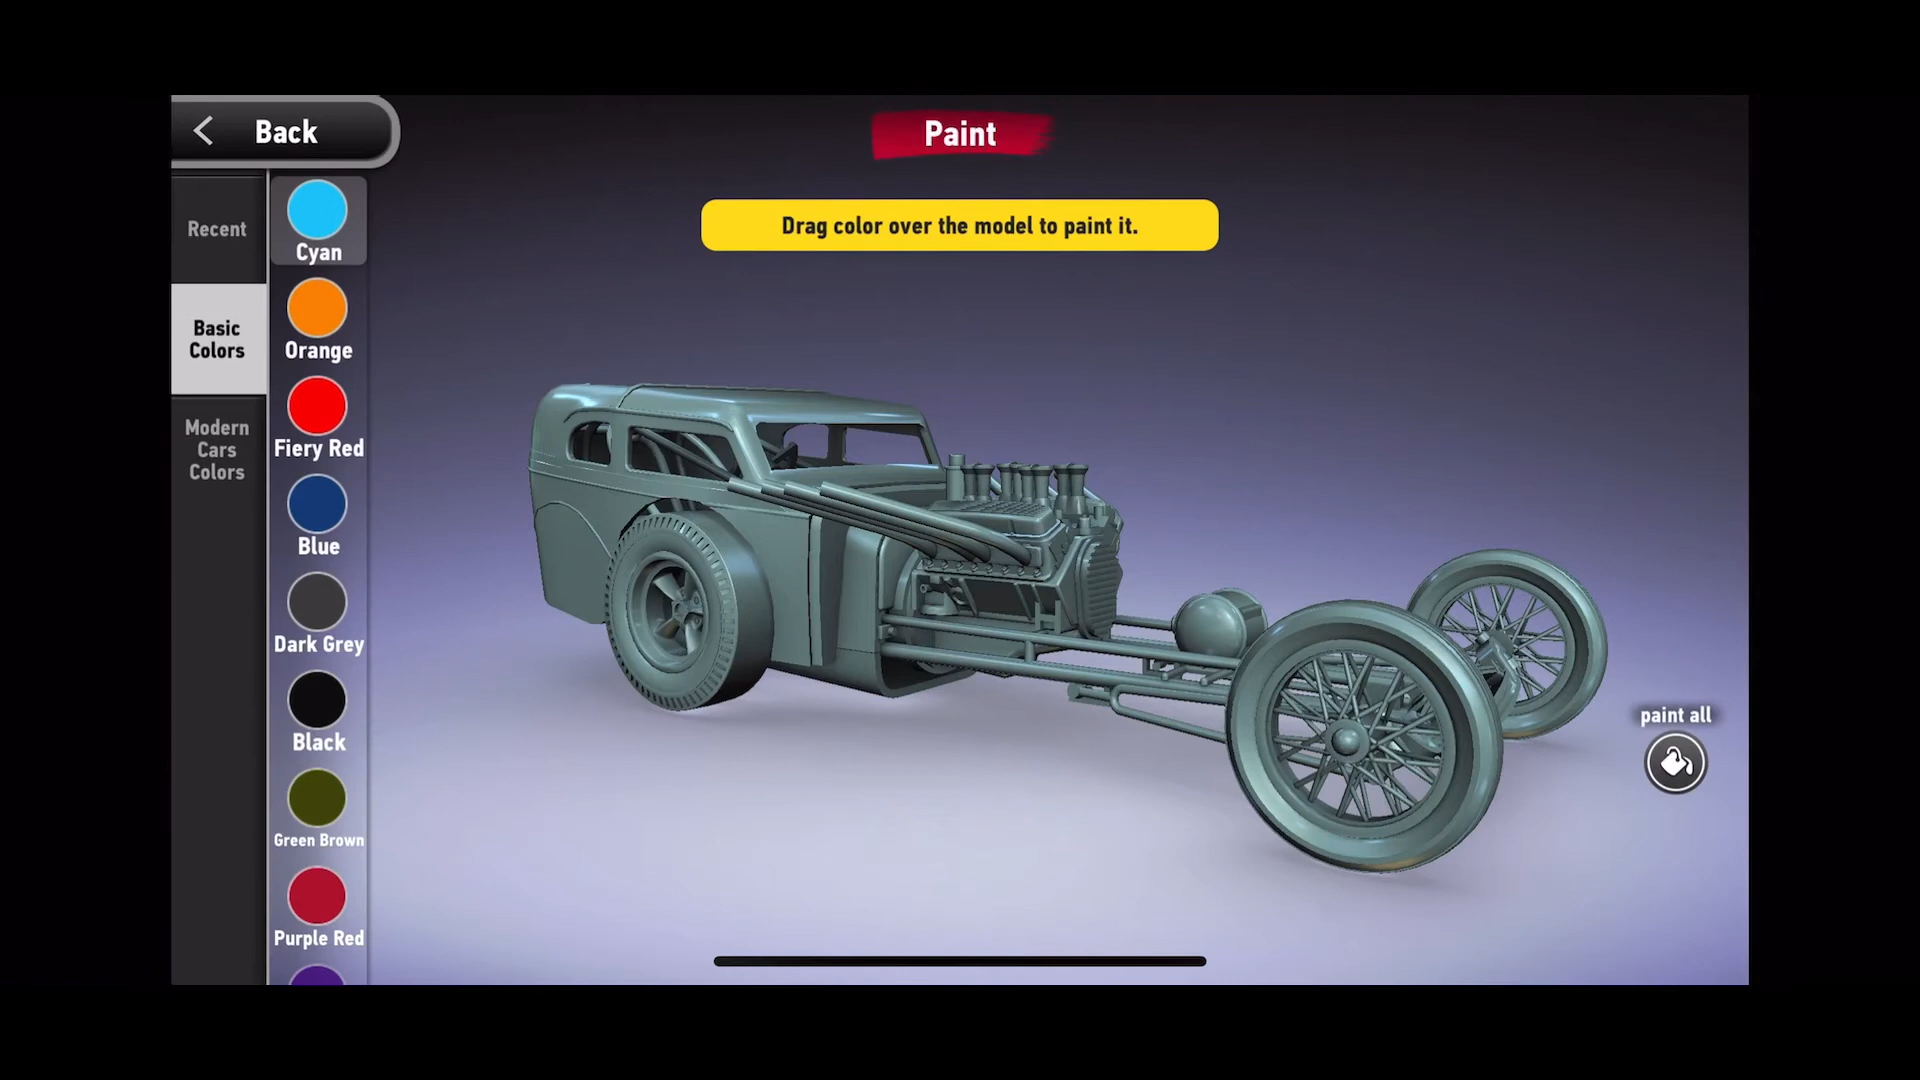 Back
Paint
Drag color over the model to paint it.
Recent
Basic
Colors
Modern
Cars
Colors
Cyan
Orange
Fiery Red
Blue
Dark Grey
Black
Green Brown
Purple Red
paint all